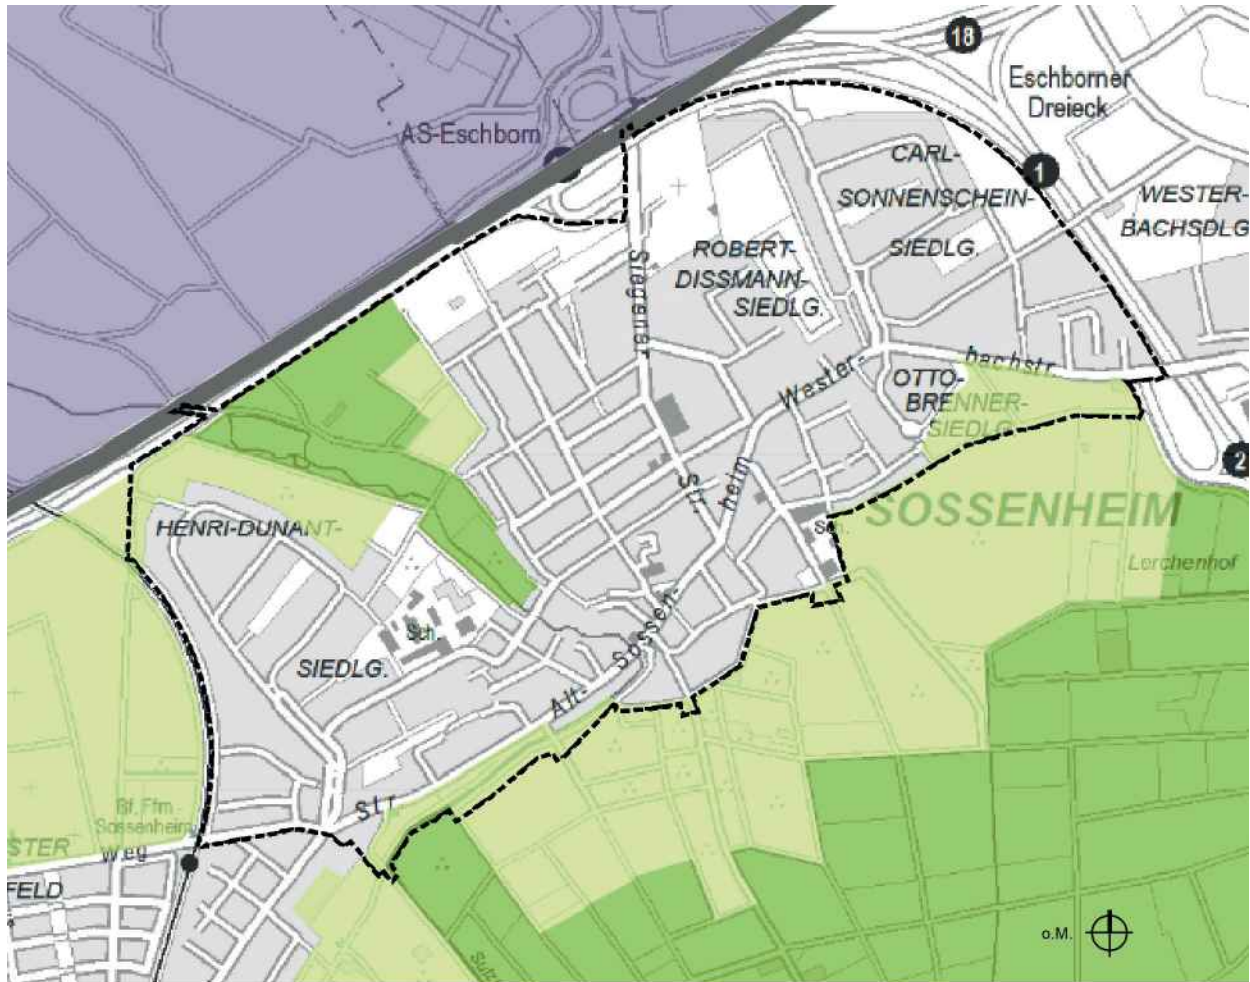 18
Eschborner
Dreieck
AS-Eschborn
1
CARL-
SONNENSCHEIN-
SIEDLG.
WESTER-
BACHSDLG
ROBERT-
DISSMANN-
SIEDLG.
Siegener
Str.
Wester-
bachstr.
OTTO-
BRENNER-
SIEDLG.
2
heim
SOSSENHEIM
Sch.
Lerchenhof
HENRI-DUNANT-
SIEDLG.
Sch.
Alt-
Sossen-
Str.
Bf. Ffm.-
Sossenheim
STER
Weg
FELD
o.M.